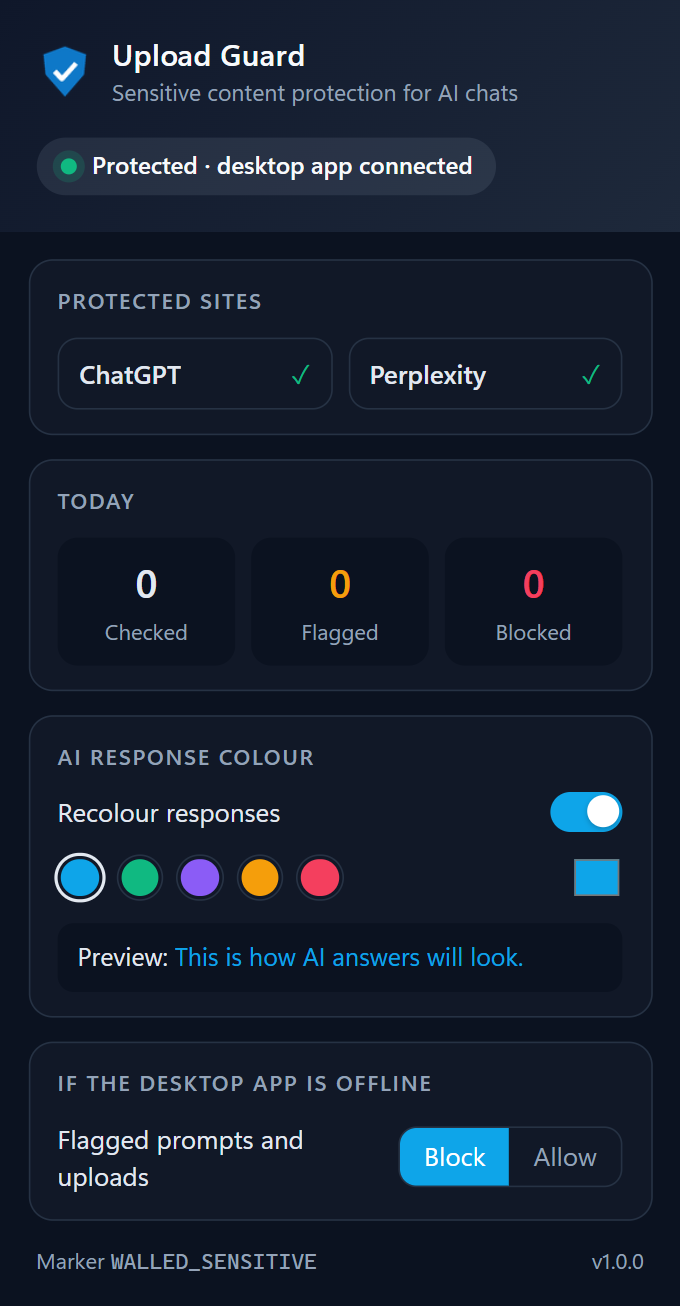 Upload Guard
Sensitive content protection for AI chats
Protected · desktop app connected
PROTECTED SITES
ChatGPT ✓
Perplexity ✓
TODAY
0
Checked
0
Flagged
0
Blocked
AI RESPONSE COLOUR
Recolour responses
Preview: This is how AI answers will look.
IF THE DESKTOP APP IS OFFLINE
Flagged prompts and
uploads
Block
Allow
Marker WALLED_SENSITIVE
v1.0.0